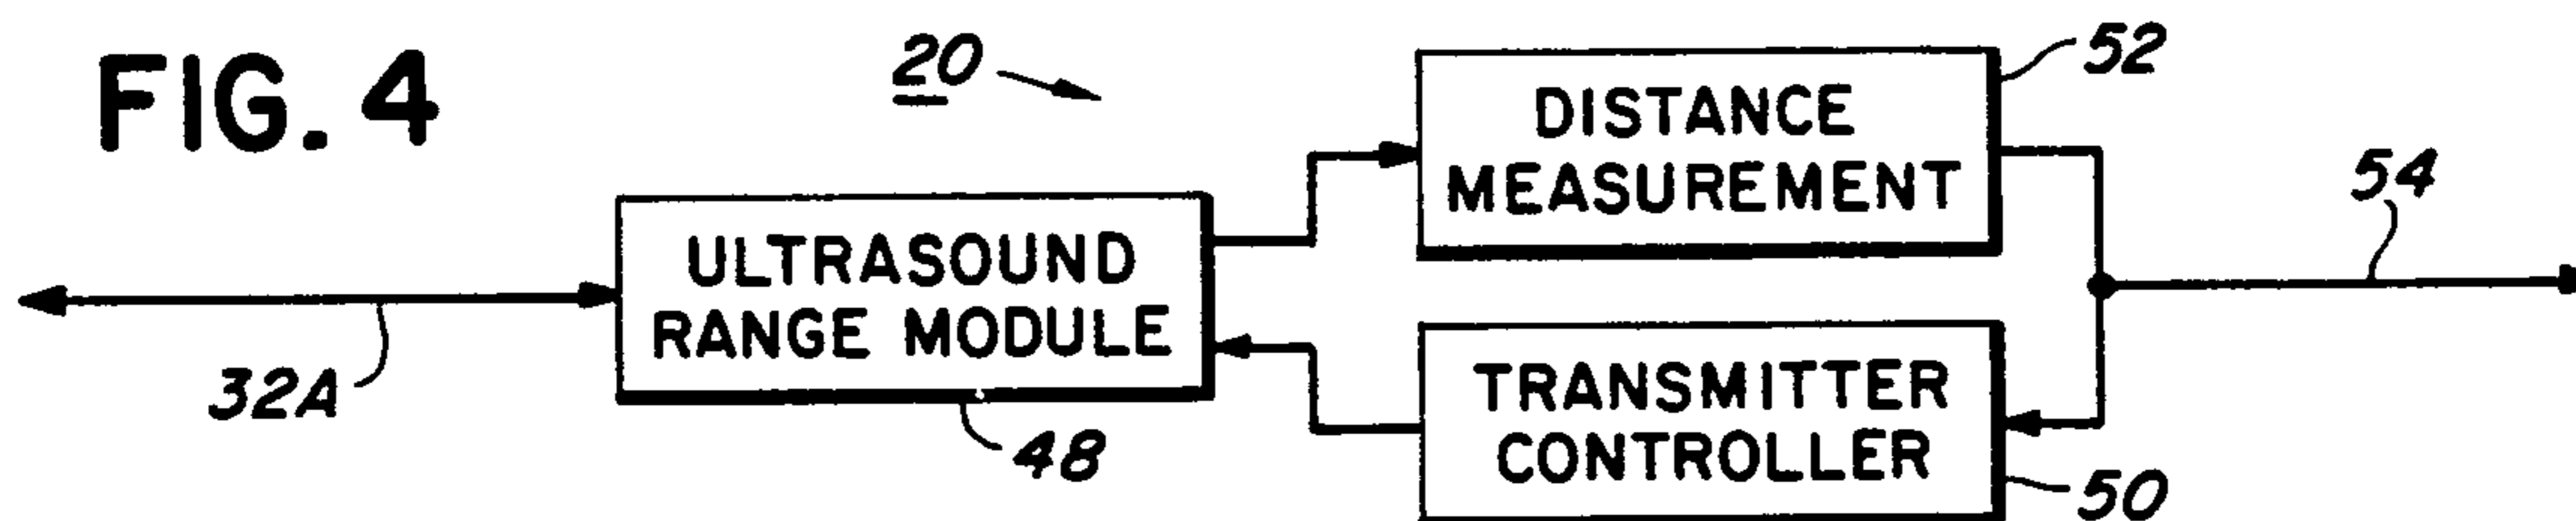 FIG. 4
20
52
DISTANCE
MEASUREMENT
54
ULTRASOUND
RANGE MODULE
32A
48
TRANSMITTER
CONTROLLER
50